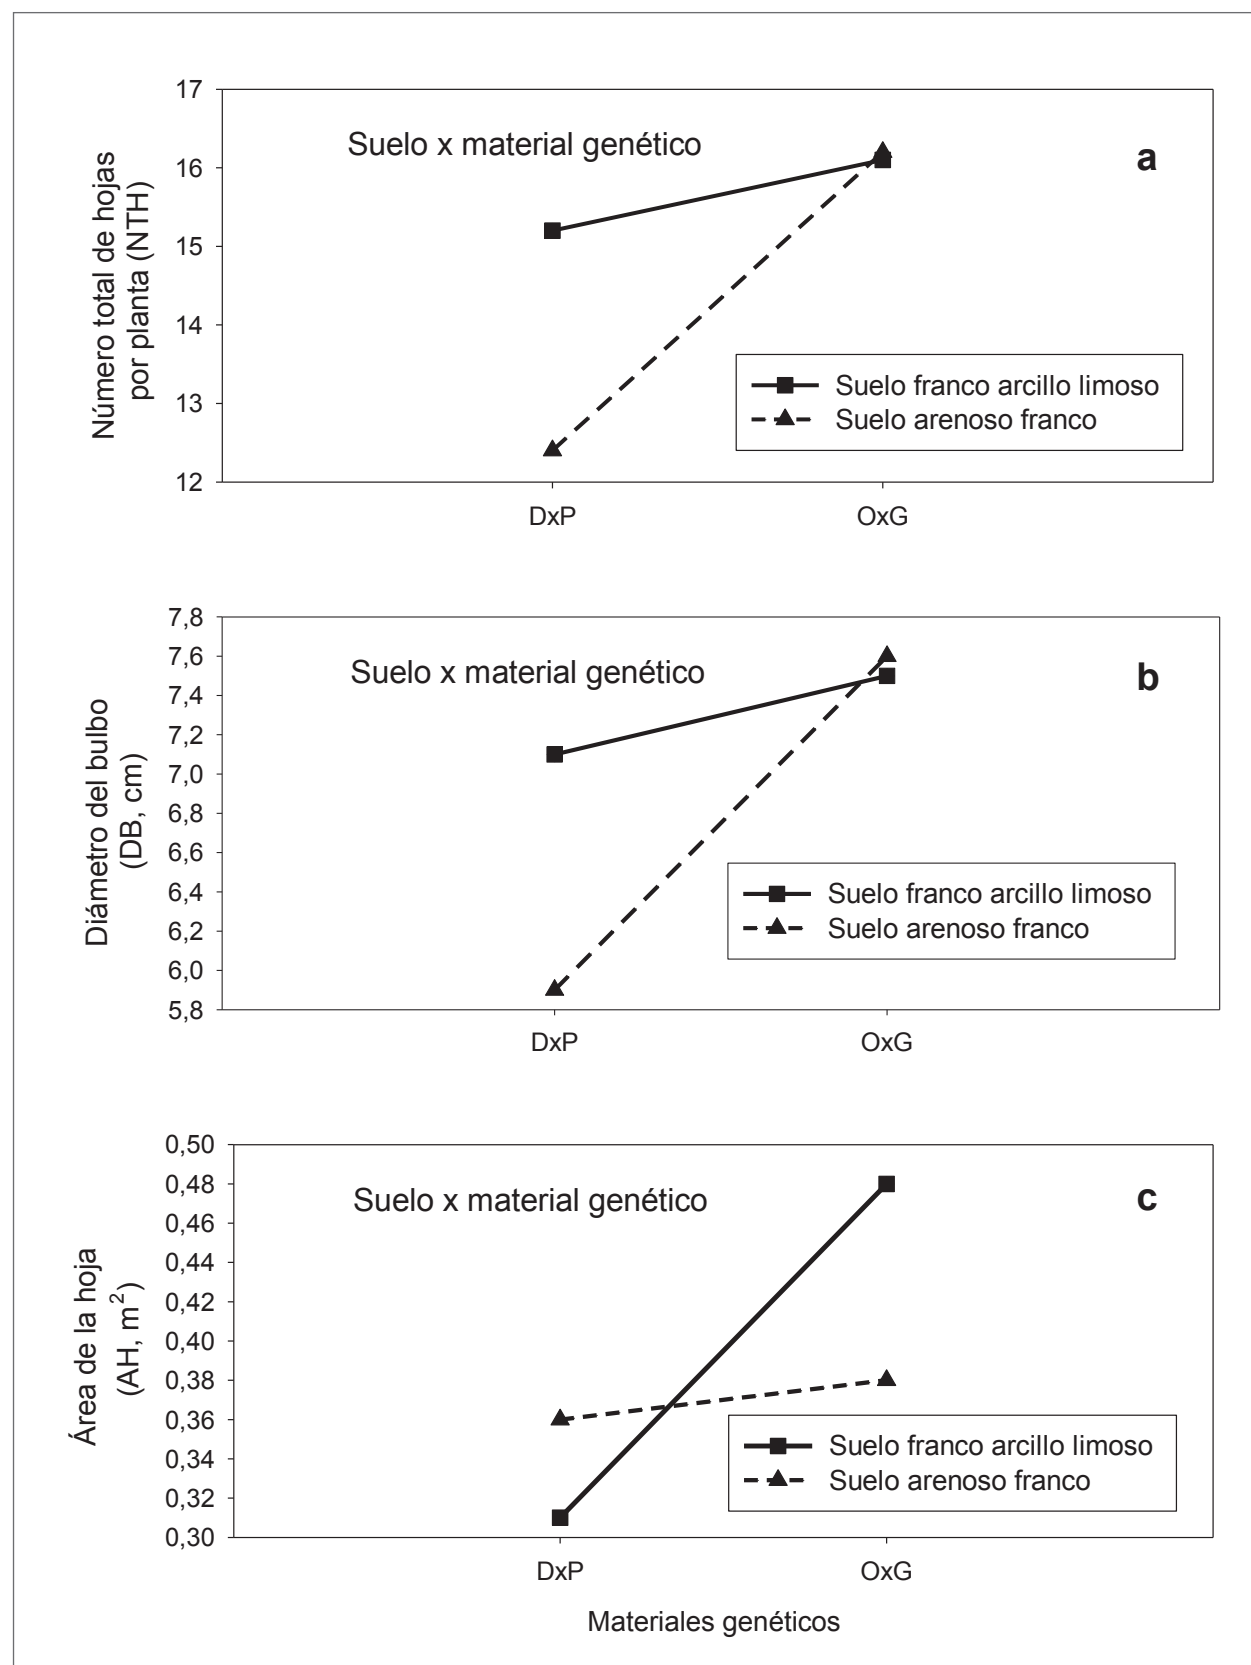 17
Suelo x material genético
a
16
15
14
13
12
Número total de hojas
por planta (NTH)
Suelo franco arcillo limoso
Suelo arenoso franco
DxP
OxG
7,8
7,6
7,4
7,2
7,0
6,8
6,6
6,4
6,2
6,0
5,8
Suelo x material genético
b
Diámetro del bulbo
(DB, cm)
Suelo franco arcillo limoso
Suelo arenoso franco
DxP
OxG
0,50
0,48
0,46
0,44
0,42
0,40
0,38
0,36
0,34
0,32
0,30
Suelo x material genético
c
Área de la hoja
(AH, m²)
Suelo franco arcillo limoso
Suelo arenoso franco
DxP
OxG
Materiales genéticos